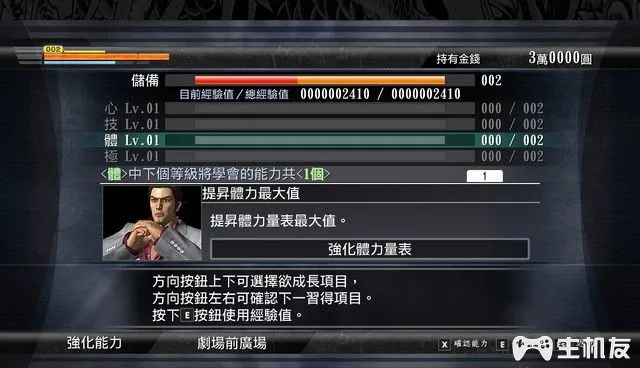 002
持有金錢 3萬0000圓
儲備 002
目前經驗值／總經驗值 0000002410 / 0000002410
心 Lv.01 000 / 002
技 Lv.01 000 / 002
體 Lv.01 000 / 002
極 Lv.01 000 / 002
<體>中下個等級將學會的能力共<1個>
1
提昇體力最大值
提昇體力量表最大值。
強化體力量表
方向按鈕上下可選擇欲成長項目，
方向按鈕左右可確認下一習得項目。
按下E按鈕使用經驗值。
強化能力 劇場前廣場 X 確認能力 E
生机友